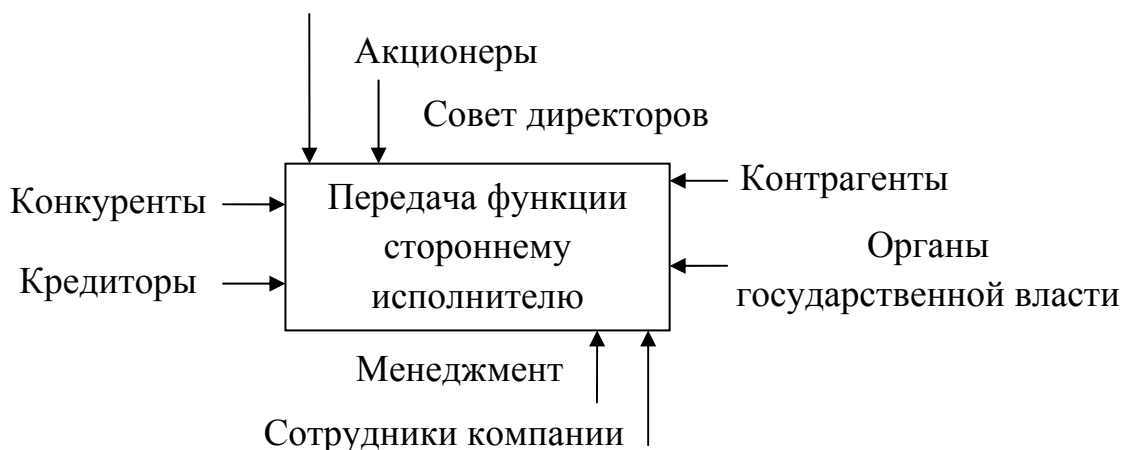 Акционеры
Совет директоров
Конкуренты
Кредиторы
Передача функции
стороннему
исполнителю
Контрагенты
Органы
государственной власти
Менеджмент
Сотрудники компании